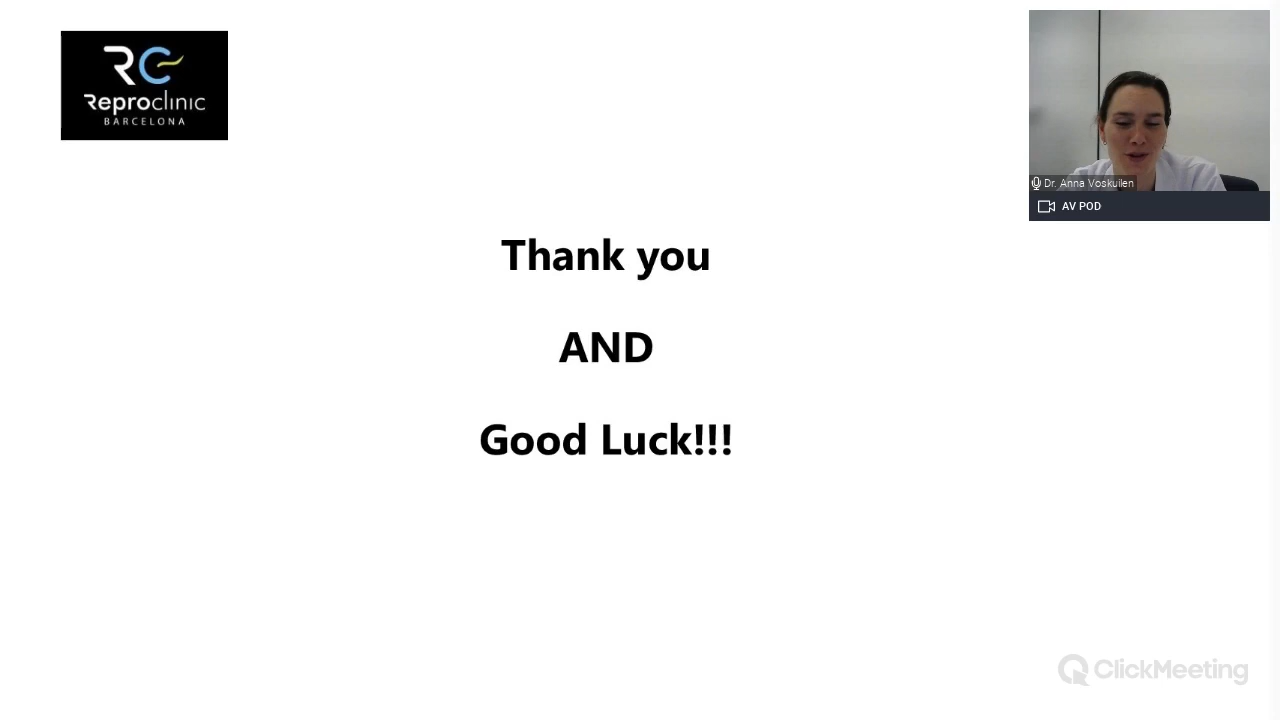 RC
Reproclinic
BARCELONA
Dr. Anna Voskuilen
AV POD
Thank you
AND
Good Luck!!!
ClickMeeting